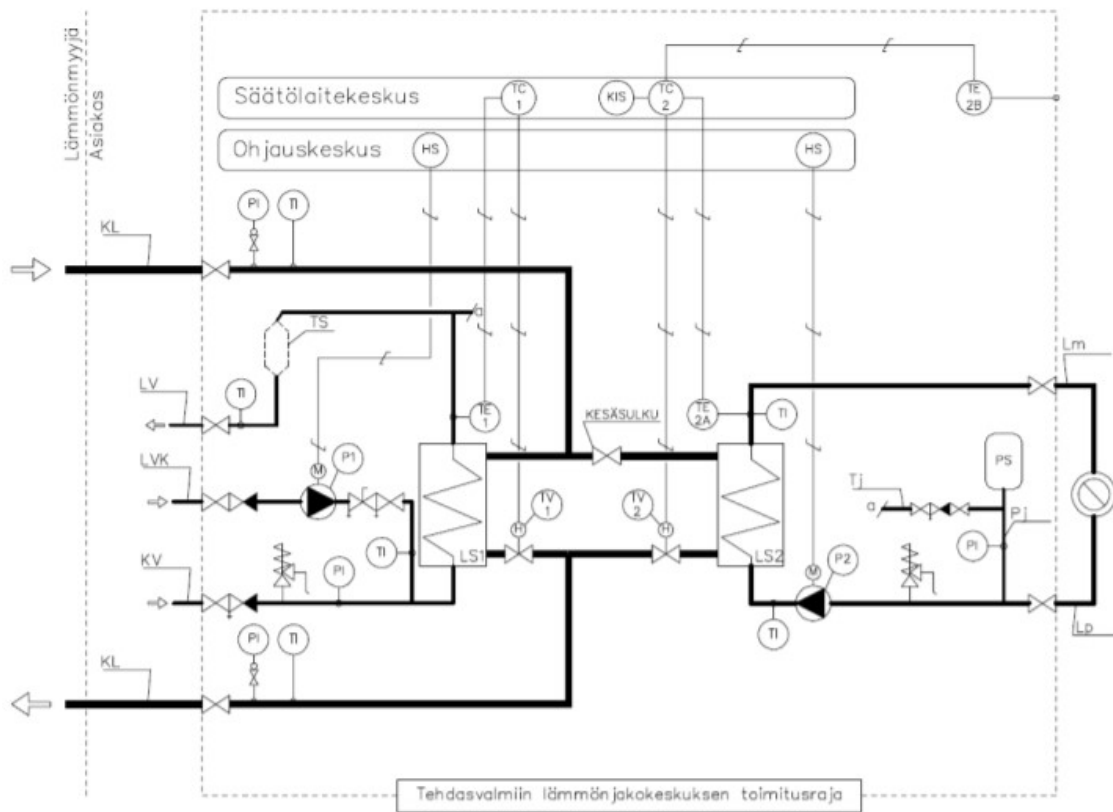 Lämmönmyyjä
Asiakas
Säätölaitekeskus
TC 1
KIS
TC 2
TE 2B
Ohjauskeskus
HS
HS
KL
PI
TI
TS
a
LV
TI
TE 1
KESÄSULKU
TE 2A
TI
Lm
LVK
M
P1
TV 1
TV 2
PS
Tj
a
Pj
H
H
TI
LS1
LS2
PI
KV
PI
M
P2
TI
Lp
KL
PI
TI
Tehdasvalmiin lämmönjakokeskuksen toimitusraja